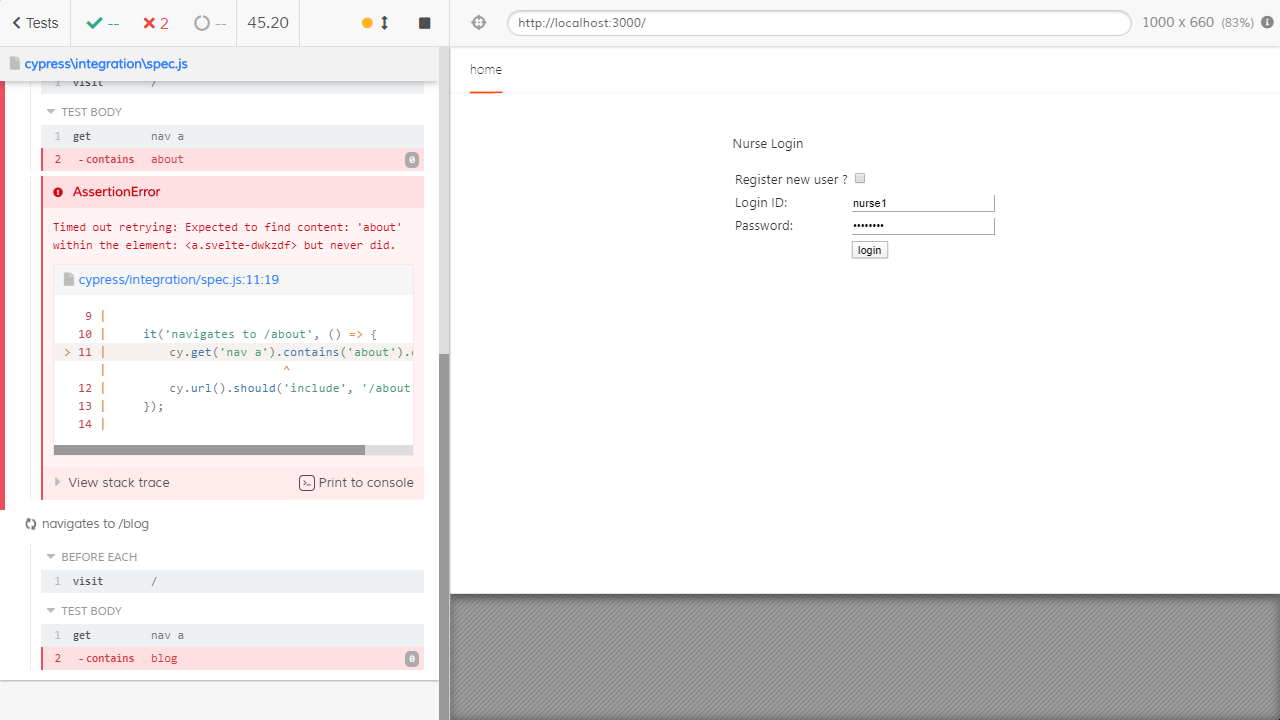 Tests
--
2
--
45.20
http://localhost:3000/
1000 x 660 (83%)
cypress\integration\spec.js
1 visit /
TEST BODY
1 get nav a
2 - contains about 0
AssertionError
Timed out retrying: Expected to find content: 'about'
within the element: <a.svelte-dwkzdf> but never did.
cypress/integration/spec.js:11:19
9 |
10 | it('navigates to /about', () => {
> 11 | cy.get('nav a').contains('about').
| ^
12 | cy.url().should('include', '/about
13 | });
14 |
View stack trace
Print to console
navigates to /blog
BEFORE EACH
1 visit /
TEST BODY
1 get nav a
2 - contains blog 0
home
Nurse Login
Register new user ?
Login ID: nurse1
Password: ••••••••
login